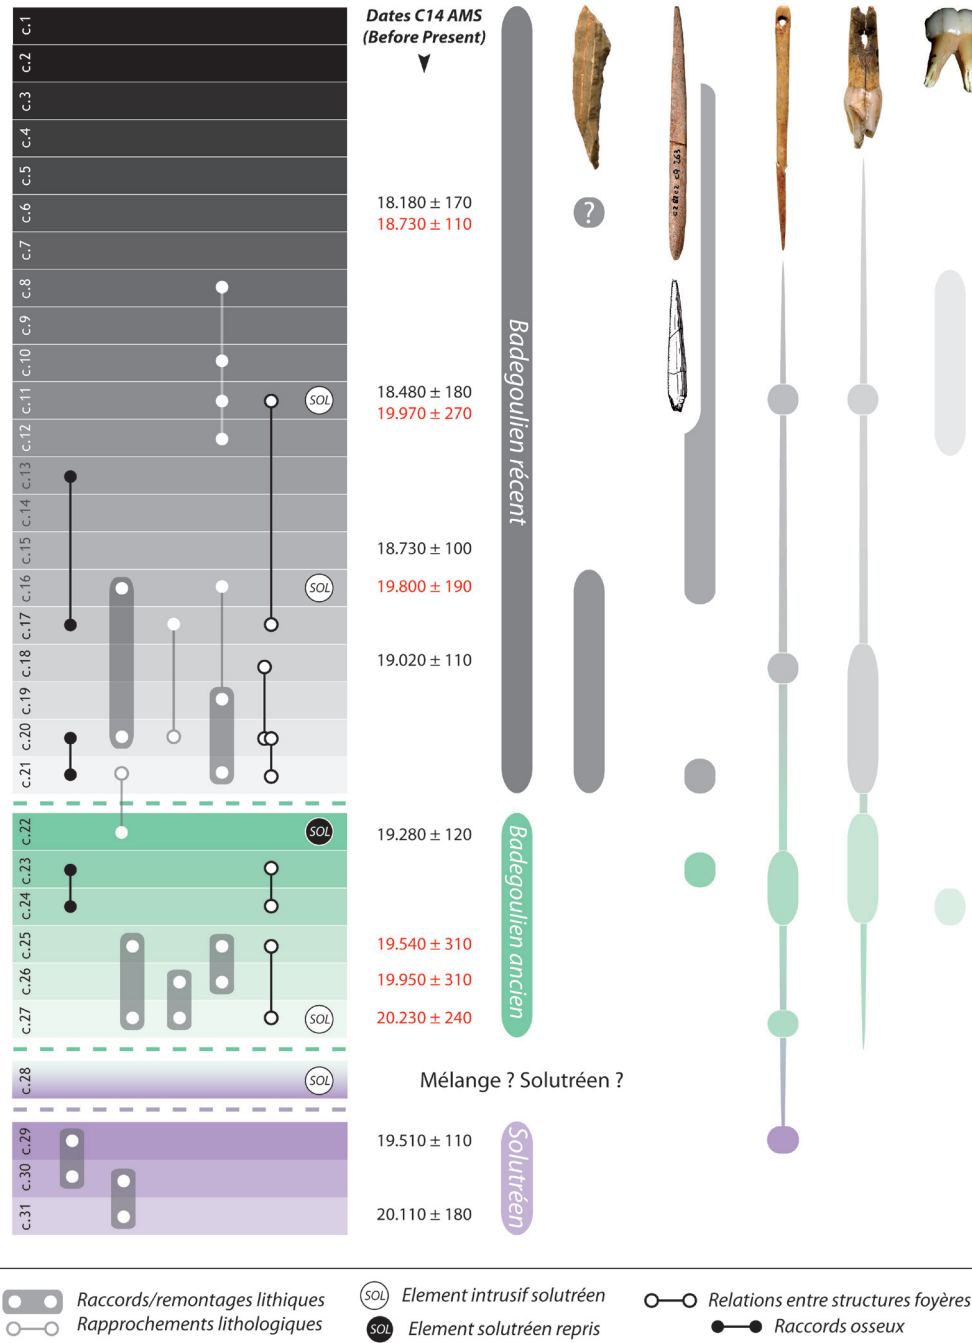 Dates C14 AMS
(Before Present)
c.1
c.2
c.3
c.4
c.5
c.6
18.180 ± 170
18.730 ± 110
?
c.7
c.8
c.9
c.10
c.11
SOL
18.480 ± 180
19.970 ± 270
c.12
c.13
c.14
c.15
18.730 ± 100
c.16
SOL
19.800 ± 190
c.17
c.18
19.020 ± 110
c.19
c.20
c.21
Badegoulien récent
c.22
SOL
19.280 ± 120
c.23
c.24
c.25
19.540 ± 310
c.26
19.950 ± 310
c.27
SOL
20.230 ± 240
Badegoulien ancien
c.28
SOL
Mélange ? Solutréen ?
c.29
19.510 ± 110
c.30
c.31
20.110 ± 180
Solutréen
Raccords/remontages lithiques
SOL Element intrusif solutréen
Relations entre structures foyères
Rapprochements lithologiques
SOL Element solutréen repris
Raccords osseux